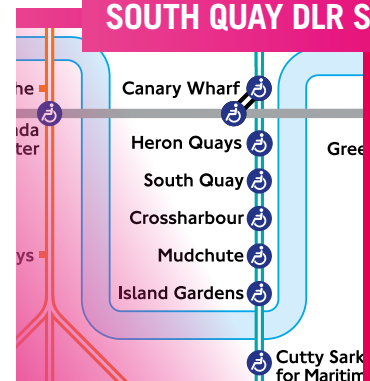 SOUTH QUAY DLR S
he
Canary Wharf
nda
ter
Heron Quays
Gree
South Quay
Crossharbour
ys
Mudchute
Island Gardens
Cutty Sark
for Maritim